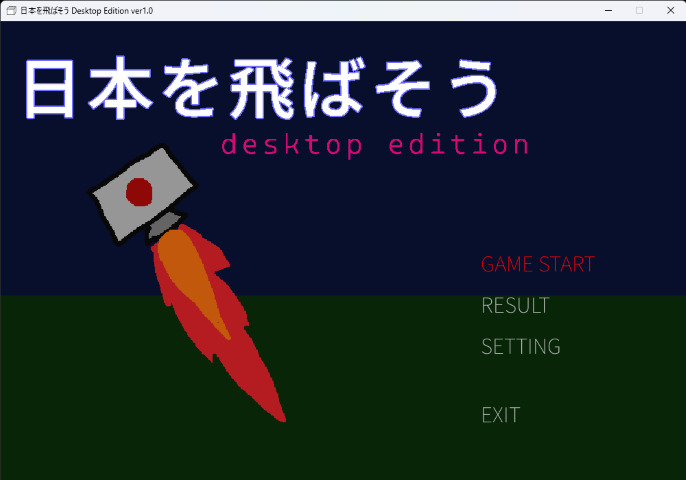 日本を飛ばそう Desktop Edition ver1.0
日本を飛ばそう
desktop edition
GAME START
RESULT
SETTING
EXIT